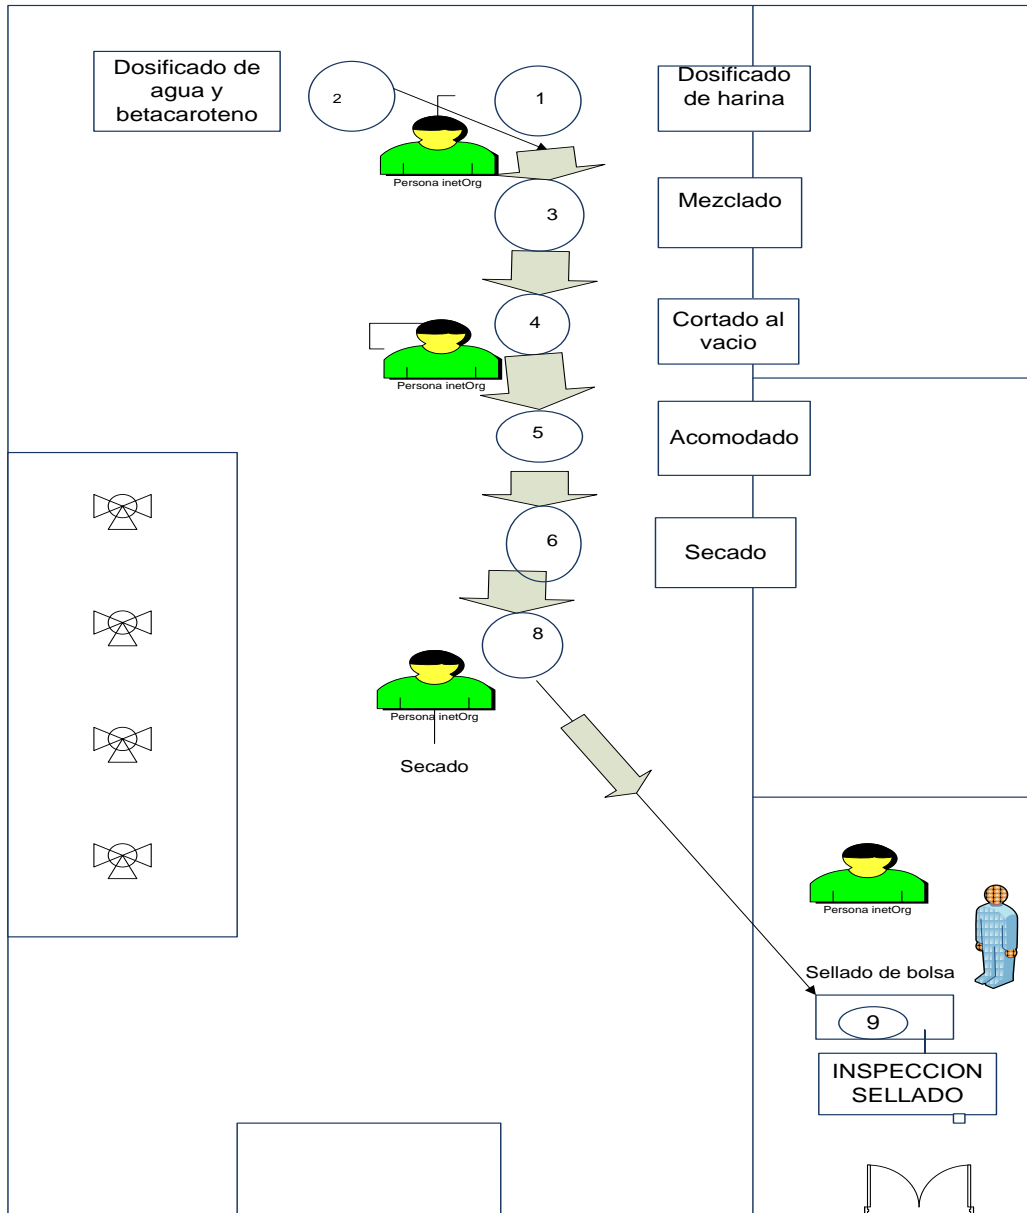 Dosificado de
agua y
betacaroteno
2
1
Dosificado
de harina
Persona inetOrg
3
Mezclado
4
Cortado al
vacio
Persona inetOrg
5
Acomodado
6
Secado
8
Persona inetOrg
Secado
Persona inetOrg
Sellado de bolsa
9
INSPECCION
SELLADO